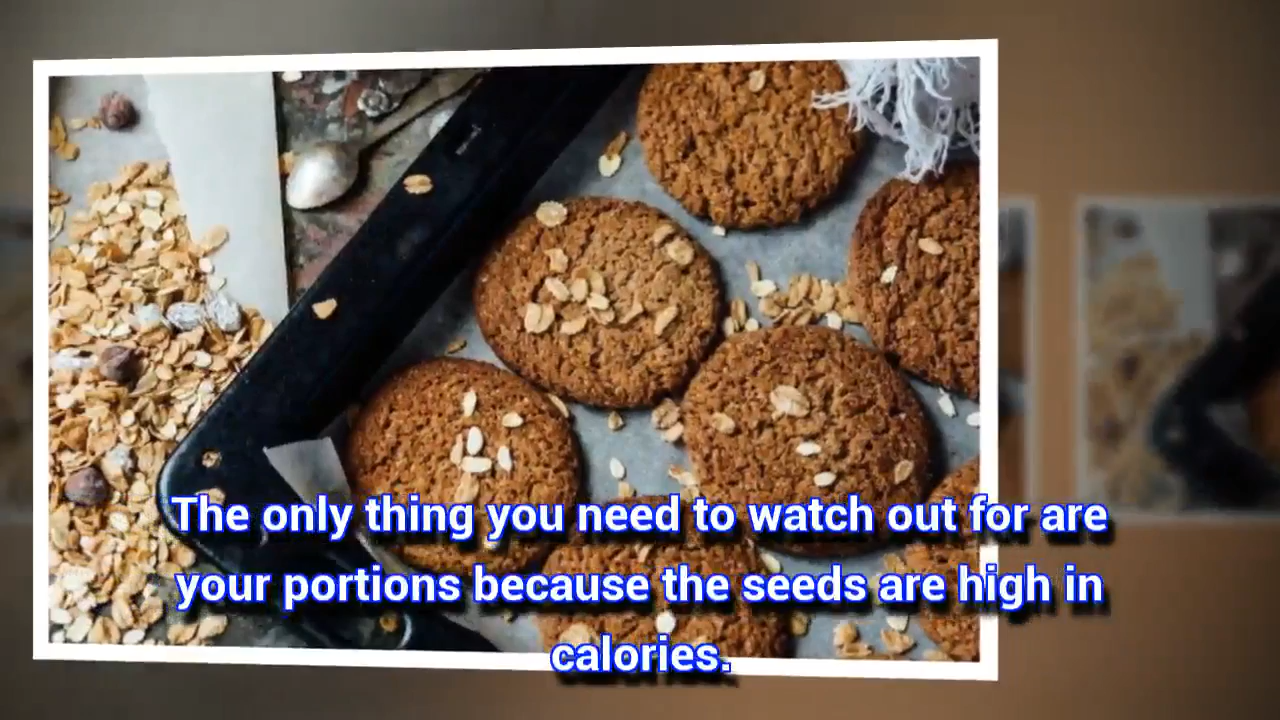 The only thing you need to watch out for are
your portions because the seeds are high in
calories.